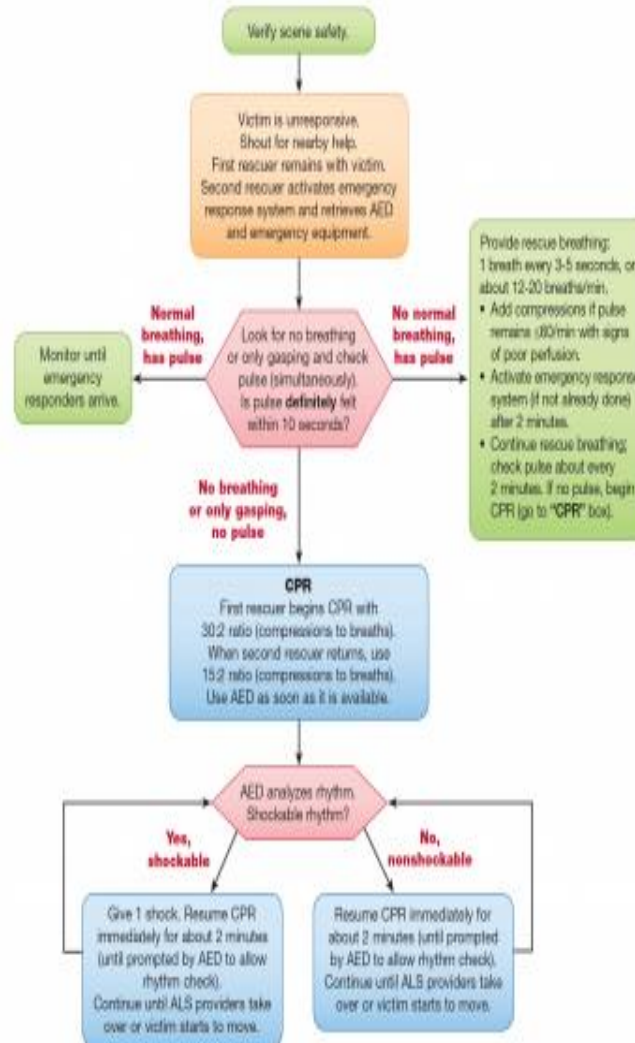 Verify scene safety.
Victim is unresponsive.
Shout for nearby help.
First rescuer remains with victim.
Second rescuer activates emergency
response system and retrieves AED
and emergency equipment.
Normal
breathing,
has pulse
No normal
breathing,
has pulse
Monitor until
emergency
responders arrive.
Look for no breathing
or only gasping and check
pulse (simultaneously).
Is pulse definitely felt
within 10 seconds?
Provide rescue breathing:
1 breath every 3-5 seconds, or
about 12-20 breaths/min.
• Add compressions if pulse
remains ≤60/min with signs
of poor perfusion.
• Activate emergency response
system (if not already done)
after 2 minutes.
• Continue rescue breathing;
check pulse about every
2 minutes. If no pulse, begin
CPR (go to "CPR" box).
No breathing
or only gasping,
no pulse
CPR
First rescuer begins CPR with
30:2 ratio (compressions to breaths).
When second rescuer returns, use
15:2 ratio (compressions to breaths).
Use AED as soon as it is available.
AED analyzes rhythm.
Shockable rhythm?
Yes,
shockable
No,
nonshockable
Give 1 shock. Resume CPR
immediately for about 2 minutes
(until prompted by AED to allow
rhythm check).
Continue until ALS providers take
over or victim starts to move.
Resume CPR immediately for
about 2 minutes (until prompted
by AED to allow rhythm check).
Continue until ALS providers take
over or victim starts to move.